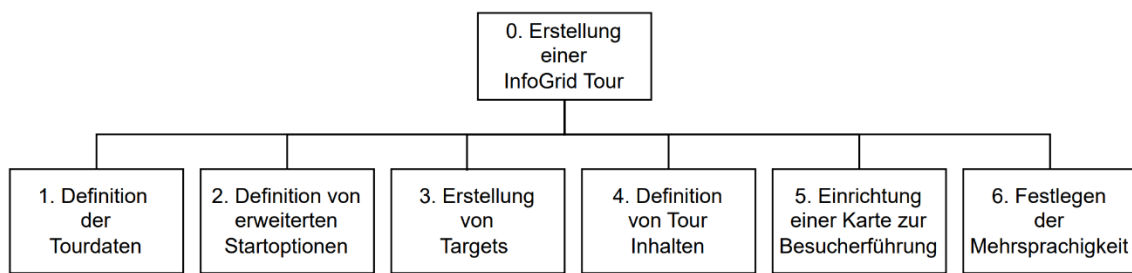 0. Erstellung
einer
InfoGrid Tour
1. Definition
der
Tourdaten
2. Definition von
erweiterten
Startoptionen
3. Erstellung
von
Targets
4. Definition
von Tour
Inhalten
5. Einrichtung
einer Karte zur
Besucherführung
6. Festlegen
der
Mehrsprachigkeit